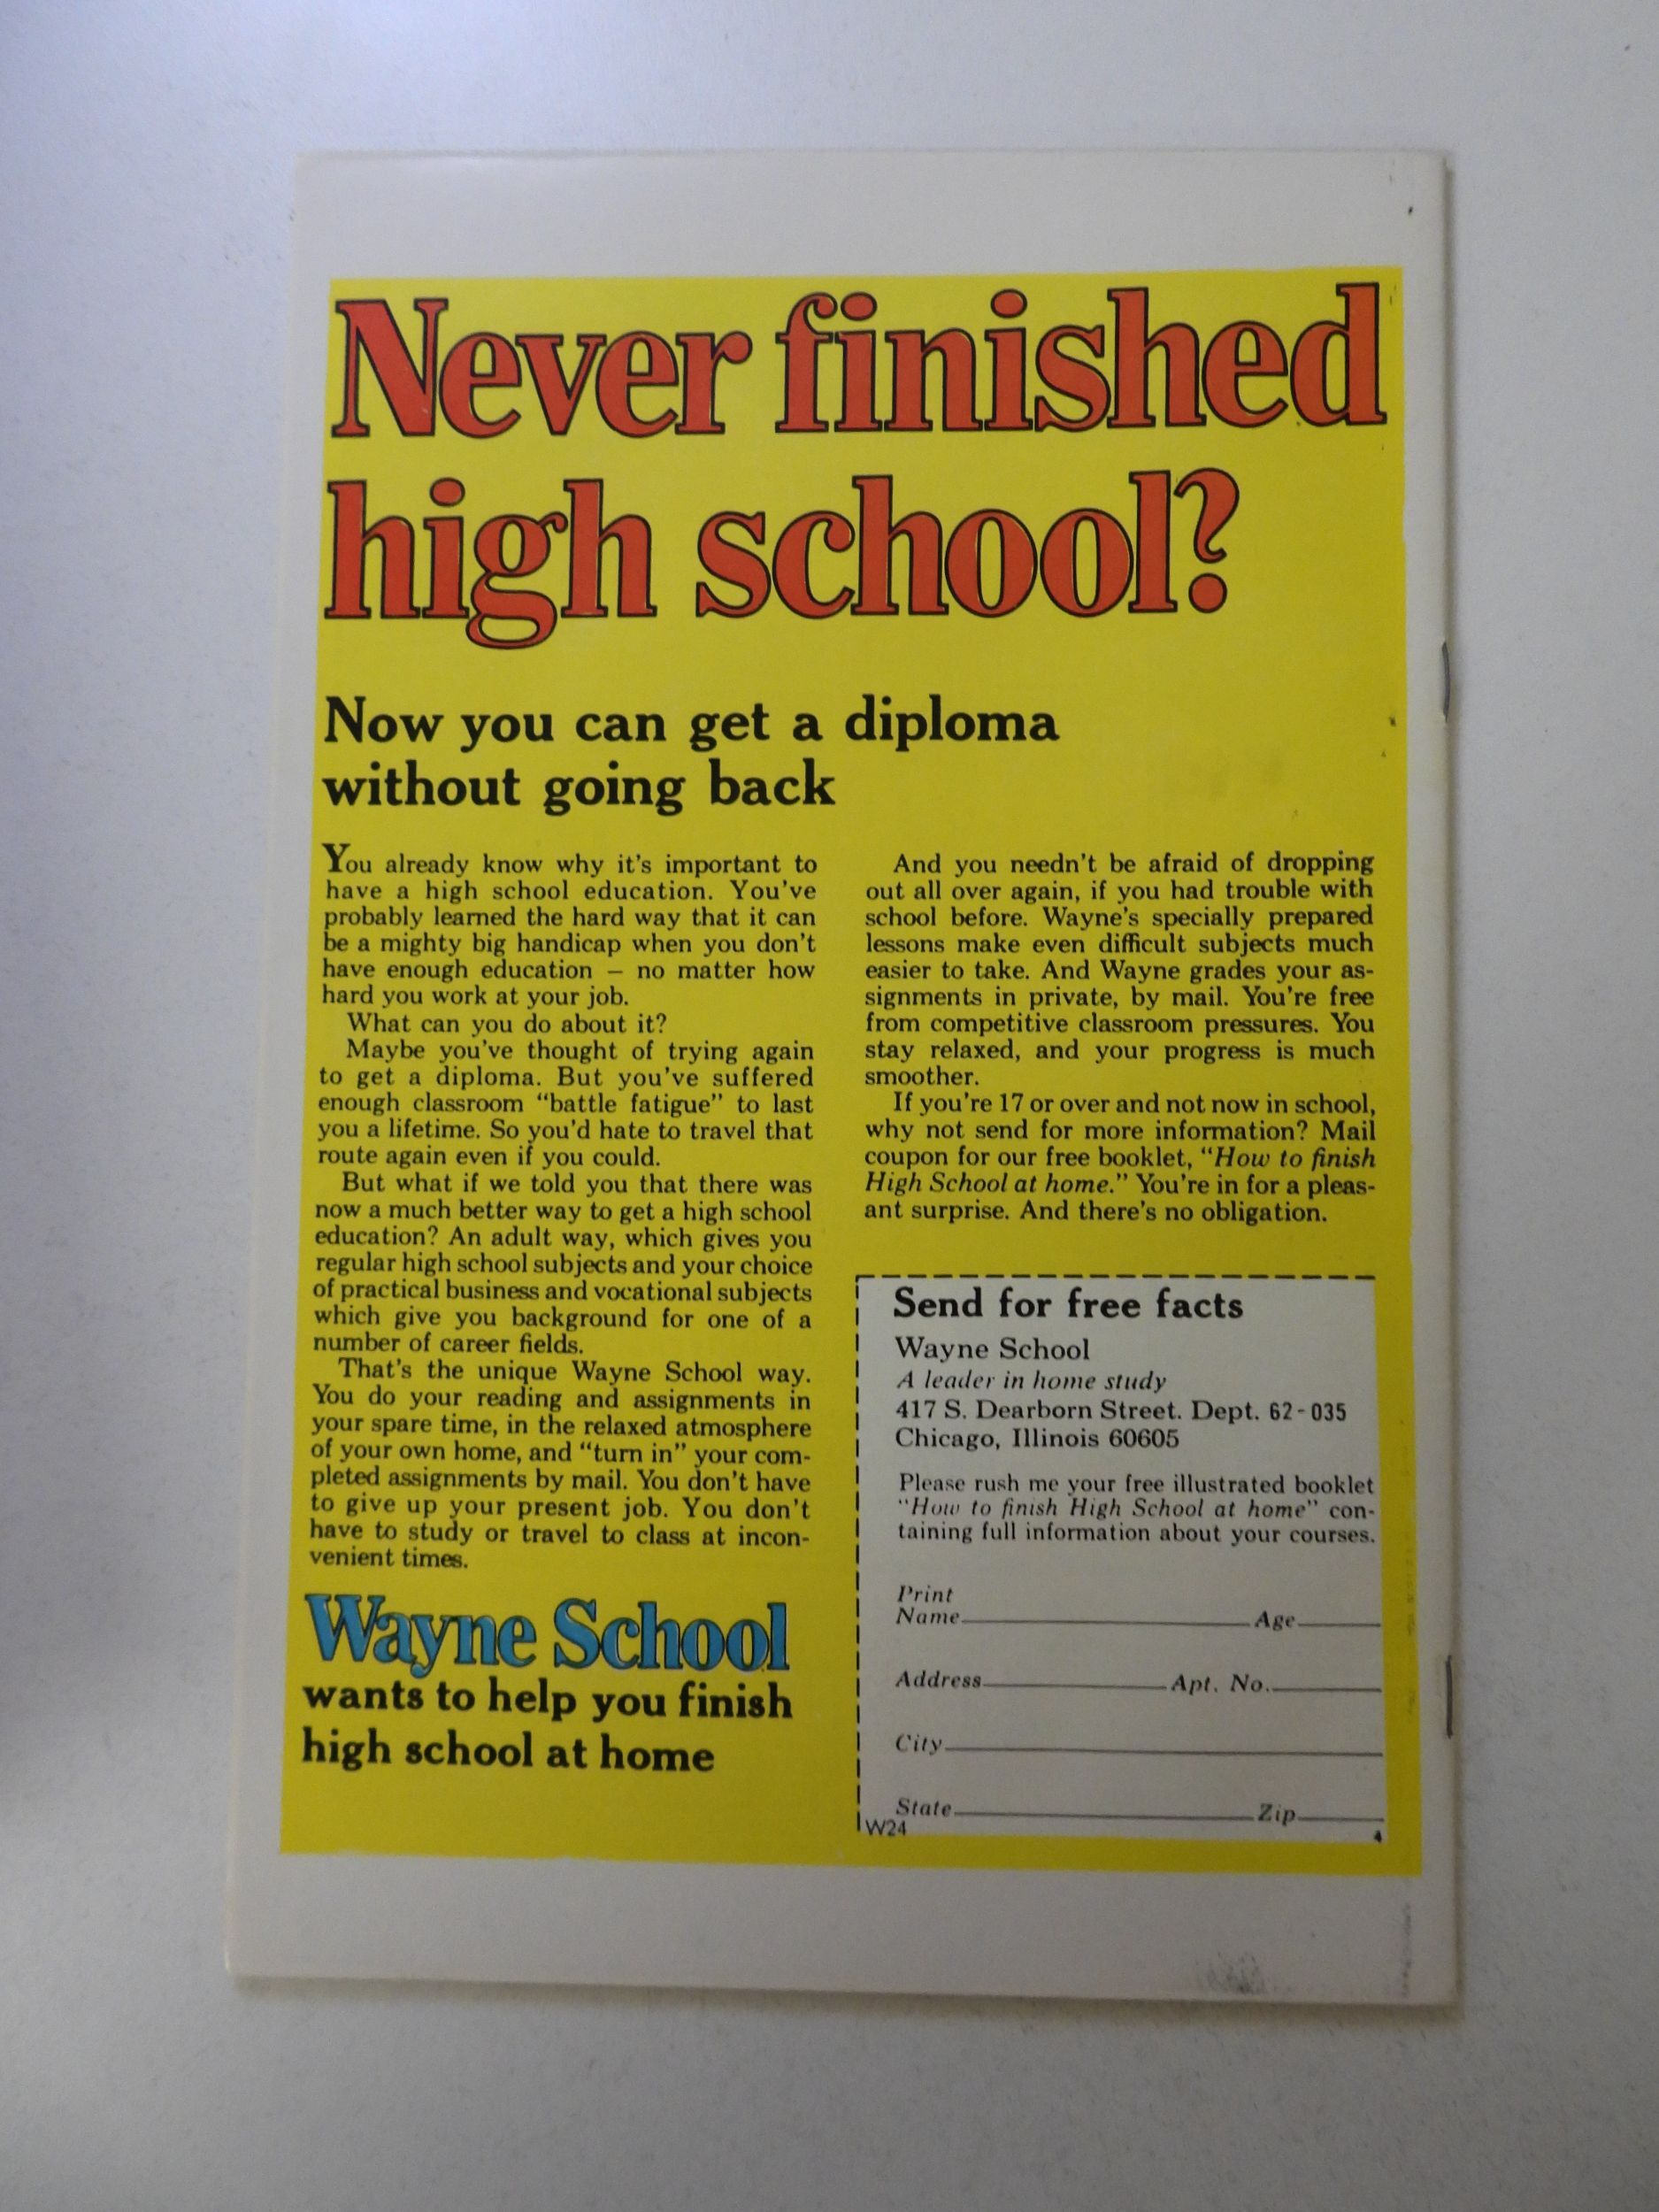 Never finished
high school?
Now you can get a diploma
without going back
You already know why it's important to
have a high school education. You've
probably learned the hard way that it can
be a mighty big handicap when you don't
have enough education — no matter how
hard you work at your job.
What can you do about it?
Maybe you've thought of trying again
to get a diploma. But you've suffered
enough classroom "battle fatigue" to last
you a lifetime. So you'd hate to travel that
route again even if you could.
But what if we told you that there was
now a much better way to get a high school
education? An adult way, which gives you
regular high school subjects and your choice
of practical business and vocational subjects
which give you background for one of a
number of career fields.
That's the unique Wayne School way.
You do your reading and assignments in
your spare time, in the relaxed atmosphere
of your own home, and "turn in" your com-
pleted assignments by mail. You don't have
to give up your present job. You don't
have to study or travel to class at incon-
venient times.
Wayne School
wants to help you finish
high school at home
And you needn't be afraid of dropping
out all over again, if you had trouble with
school before. Wayne's specially prepared
lessons make even difficult subjects much
easier to take. And Wayne grades your as-
signments in private, by mail. You're free
from competitive classroom pressures. You
stay relaxed, and your progress is much
smoother.
If you're 17 or over and not now in school,
why not send for more information? Mail
coupon for our free booklet, "How to finish
High School at home." You're in for a pleas-
ant surprise. And there's no obligation.
Send for free facts
Wayne School
A leader in home study
417 S. Dearborn Street. Dept. 62-035
Chicago, Illinois 60605
Please rush me your free illustrated booklet
"How to finish High School at home" con-
taining full information about your courses.
Print
Name Age
Address Apt. No.
City
State Zip
W24 4